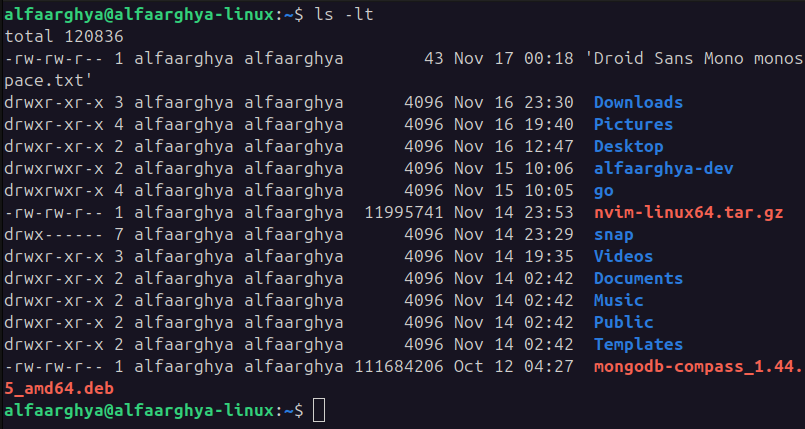 alfaarghya@alfaarghya-linux:~$ ls -lt
total 120836
-rw-rw-r-- 1 alfaarghya alfaarghya        43 Nov 17 00:18 'Droid Sans Mono monos
pace.txt'
drwxr-xr-x 3 alfaarghya alfaarghya      4096 Nov 16 23:30  Downloads
drwxr-xr-x 4 alfaarghya alfaarghya      4096 Nov 16 19:40  Pictures
drwxr-xr-x 2 alfaarghya alfaarghya      4096 Nov 16 12:47  Desktop
drwxrwxr-x 2 alfaarghya alfaarghya      4096 Nov 15 10:06  alfaarghya-dev
drwxrwxr-x 4 alfaarghya alfaarghya      4096 Nov 15 10:05  go
-rw-rw-r-- 1 alfaarghya alfaarghya  11995741 Nov 14 23:53  nvim-linux64.tar.gz
drwx------ 7 alfaarghya alfaarghya      4096 Nov 14 23:29  snap
drwxr-xr-x 3 alfaarghya alfaarghya      4096 Nov 14 19:35  Videos
drwxr-xr-x 2 alfaarghya alfaarghya      4096 Nov 14 02:42  Documents
drwxr-xr-x 2 alfaarghya alfaarghya      4096 Nov 14 02:42  Music
drwxr-xr-x 2 alfaarghya alfaarghya      4096 Nov 14 02:42  Public
drwxr-xr-x 2 alfaarghya alfaarghya      4096 Nov 14 02:42  Templates
-rw-rw-r-- 1 alfaarghya alfaarghya 111684206 Oct 12 04:27  mongodb-compass_1.44.
5_amd64.deb
alfaarghya@alfaarghya-linux:~$